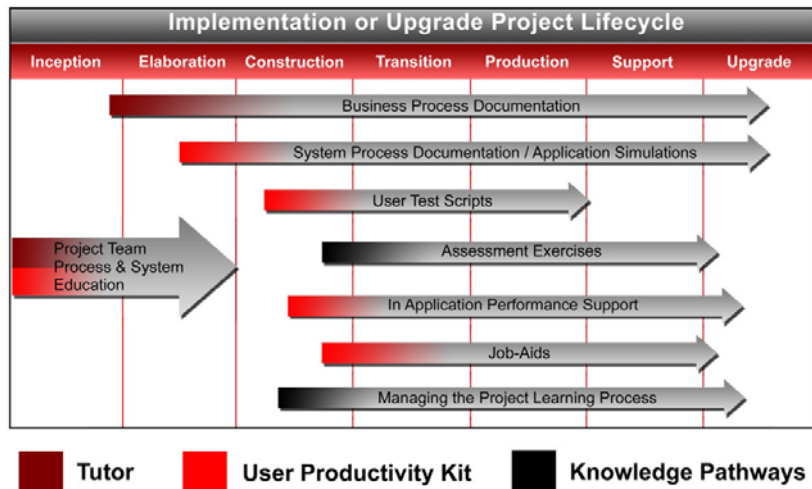 Implementation or Upgrade Project Lifecycle
Inception Elaboration Construction Transition Production Support Upgrade
Business Process Documentation
System Process Documentation / Application Simulations
User Test Scripts
Project Team
Process & System
Education
Assessment Exercises
In Application Performance Support
Job-Aids
Managing the Project Learning Process
Tutor User Productivity Kit Knowledge Pathways